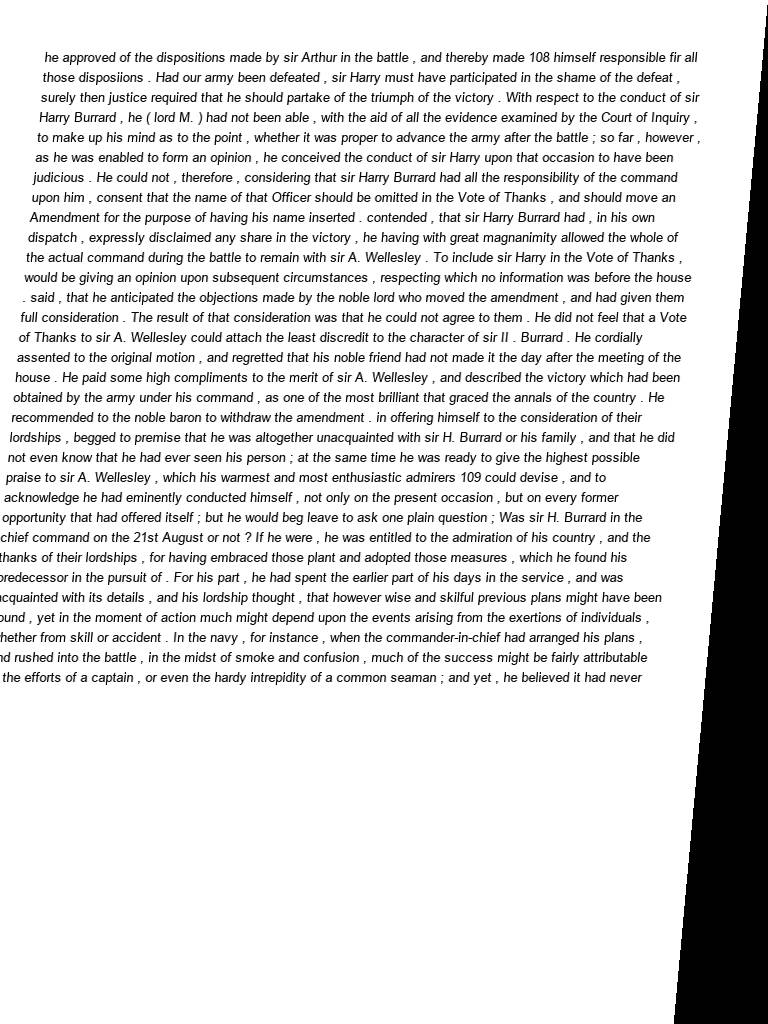 he approved of the dispositions made by sir Arthur in the battle , and thereby made 108 himself responsible fir all
those disposiions . Had our army been defeated , sir Harry must have participated in the shame of the defeat ,
surely then justice required that he should partake of the triumph of the victory . With respect to the conduct of sir
Harry Burrard , he ( lord M. ) had not been able , with the aid of all the evidence examined by the Court of Inquiry ,
to make up his mind as to the point , whether it was proper to advance the army after the battle ; so far , however ,
as he was enabled to form an opinion , he conceived the conduct of sir Harry upon that occasion to have been
judicious . He could not , therefore , considering that sir Harry Burrard had all the responsibility of the command
upon him , consent that the name of that Officer should be omitted in the Vote of Thanks , and should move an
Amendment for the purpose of having his name inserted . contended , that sir Harry Burrard had , in his own
dispatch , expressly disclaimed any share in the victory , he having with great magnanimity allowed the whole of
the actual command during the battle to remain with sir A. Wellesley . To include sir Harry in the Vote of Thanks ,
would be giving an opinion upon subsequent circumstances , respecting which no information was before the house
. said , that he anticipated the objections made by the noble lord who moved the amendment , and had given them
full consideration . The result of that consideration was that he could not agree to them . He did not feel that a Vote
of Thanks to sir A. Wellesley could attach the least discredit to the character of sir II . Burrard . He cordially
assented to the original motion , and regretted that his noble friend had not made it the day after the meeting of the
house . He paid some high compliments to the merit of sir A. Wellesley , and described the victory which had been
obtained by the army under his command , as one of the most brilliant that graced the annals of the country . He
recommended to the noble baron to withdraw the amendment . in offering himself to the consideration of their
lordships , begged to premise that he was altogether unacquainted with sir H. Burrard or his family , and that he did
not even know that he had ever seen his person ; at the same time he was ready to give the highest possible
praise to sir A. Wellesley , which his warmest and most enthusiastic admirers 109 could devise , and to
acknowledge he had eminently conducted himself , not only on the present occasion , but on every former
opportunity that had offered itself ; but he would beg leave to ask one plain question ; Was sir H. Burrard in the
chief command on the 21st August or not ? If he were , he was entitled to the admiration of his country , and the
thanks of their lordships , for having embraced those plant and adopted those measures , which he found his
predecessor in the pursuit of . For his part , he had spent the earlier part of his days in the service , and was
acquainted with its details , and his lordship thought , that however wise and skilful previous plans might have been
, yet in the moment of action much might depend upon the events arising from the exertions of individuals ,
whether from skill or accident . In the navy , for instance , when the commander-in-chief had arranged his plans ,
rushed into the battle , in the midst of smoke and confusion , much of the success might be fairly attributable
the efforts of a captain , or even the hardy intrepidity of a common seaman ; and yet , he believed it had never